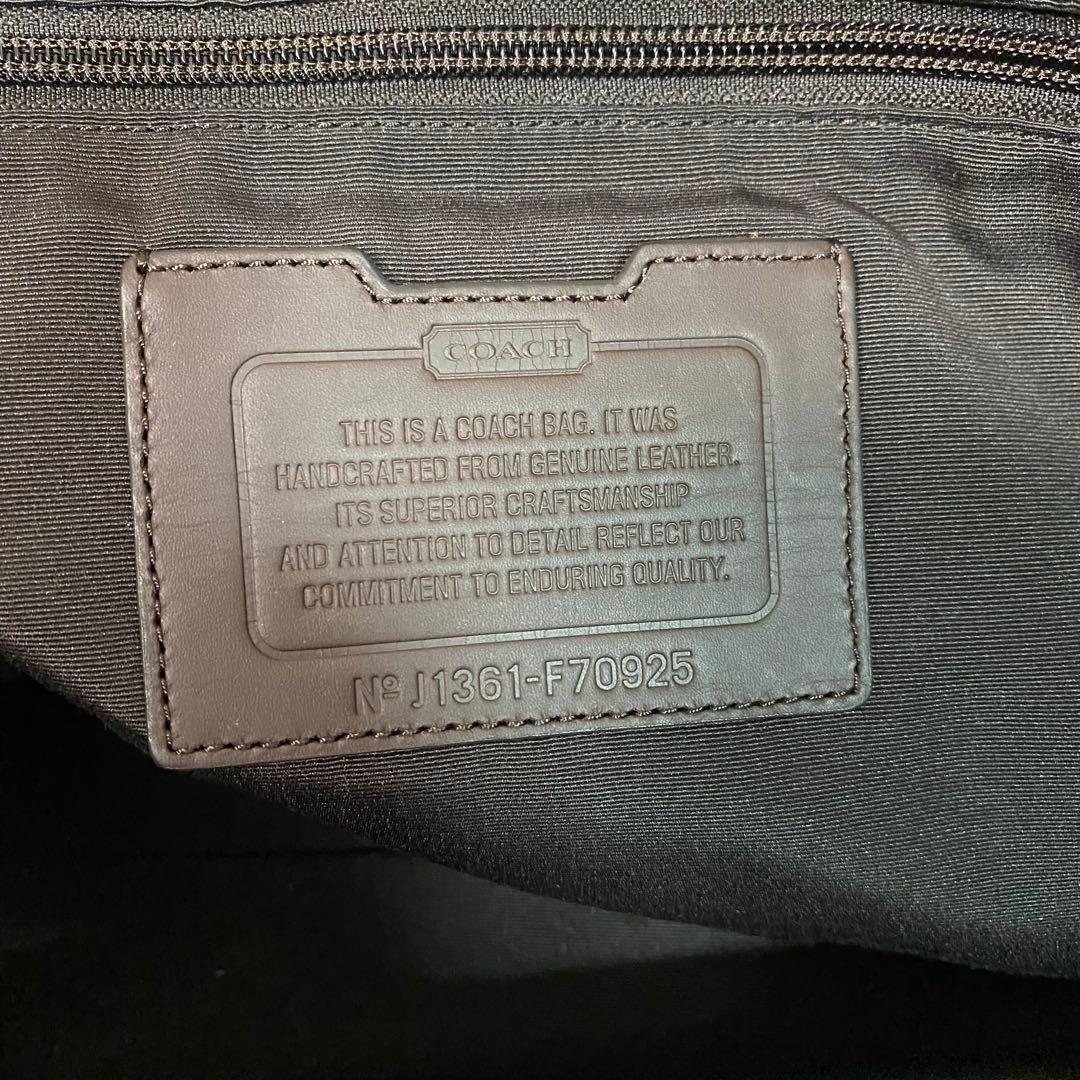 COACH
THIS IS A COACH BAG. IT WAS
HANDCRAFTED FROM GENUINE LEATHER.
ITS SUPERIOR CRAFTSMANSHIP
AND ATTENTION TO DETAIL REFLECT OUR
COMMITMENT TO ENDURING QUALITY.
Nº J1361-F70925